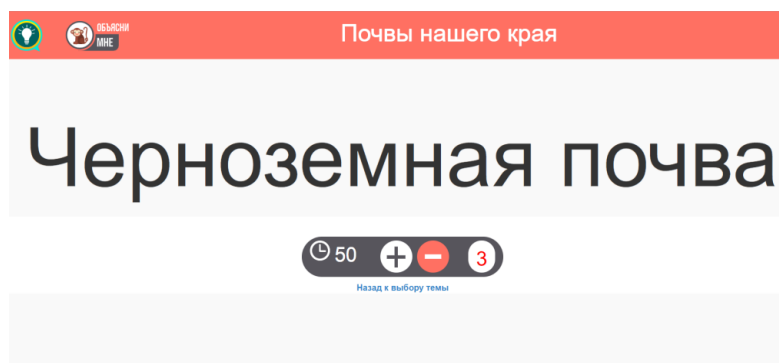 ОБЪЯСНИ
МНЕ
Почвы нашего края
Черноземная почва
50
3
Назад к выбору темы